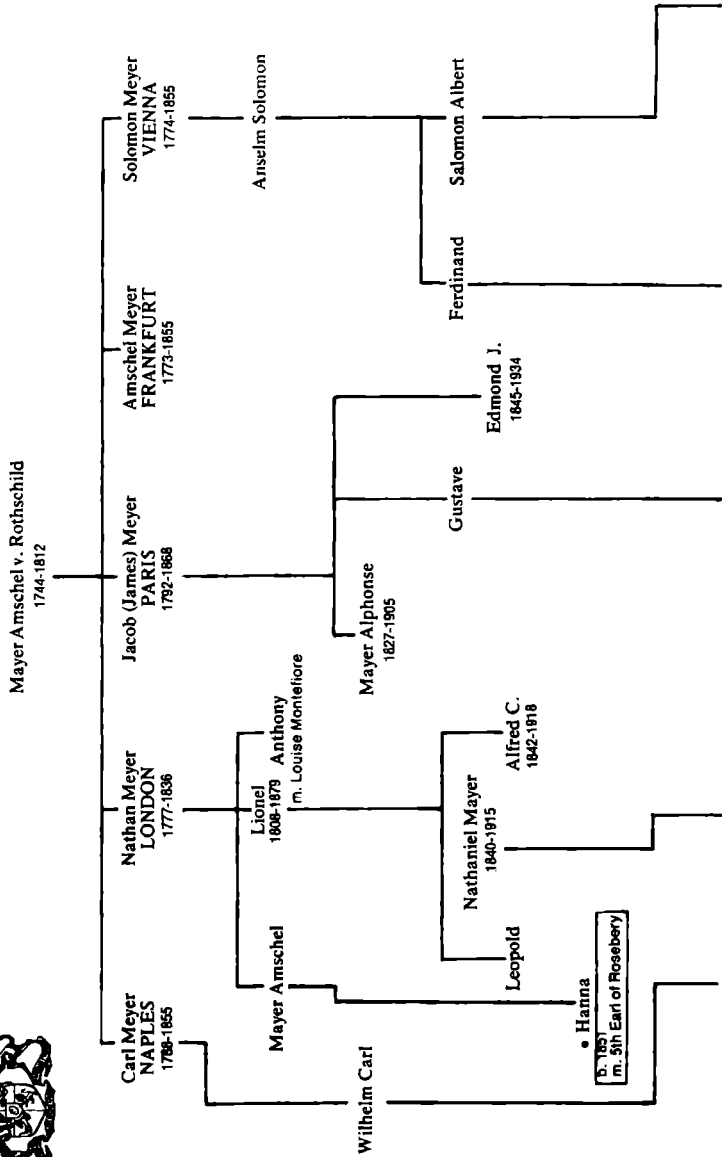 Mayer Amschel v. Rothschild
1744-1812
Carl Meyer
NAPLES
1788-1855
Nathan Meyer
LONDON
1777-1836
Jacob (James) Meyer
PARIS
1792-1868
Amschel Meyer
FRANKFURT
1773-1855
Solomon Meyer
VIENNA
1774-1855
Mayer Amschel
Lionel
1808-1879
Anthony
m. Louise Montefiore
Anselm Solomon
Wilhelm Carl
Mayer Alphonse
1827-1905
Gustave
Edmond J.
1845-1934
Ferdinand
Salomon Albert
Leopold
Nathaniel Mayer
1840-1915
Alfred C.
1842-1918
• Hanna
b. 1851
m. 5th Earl of Rosebery